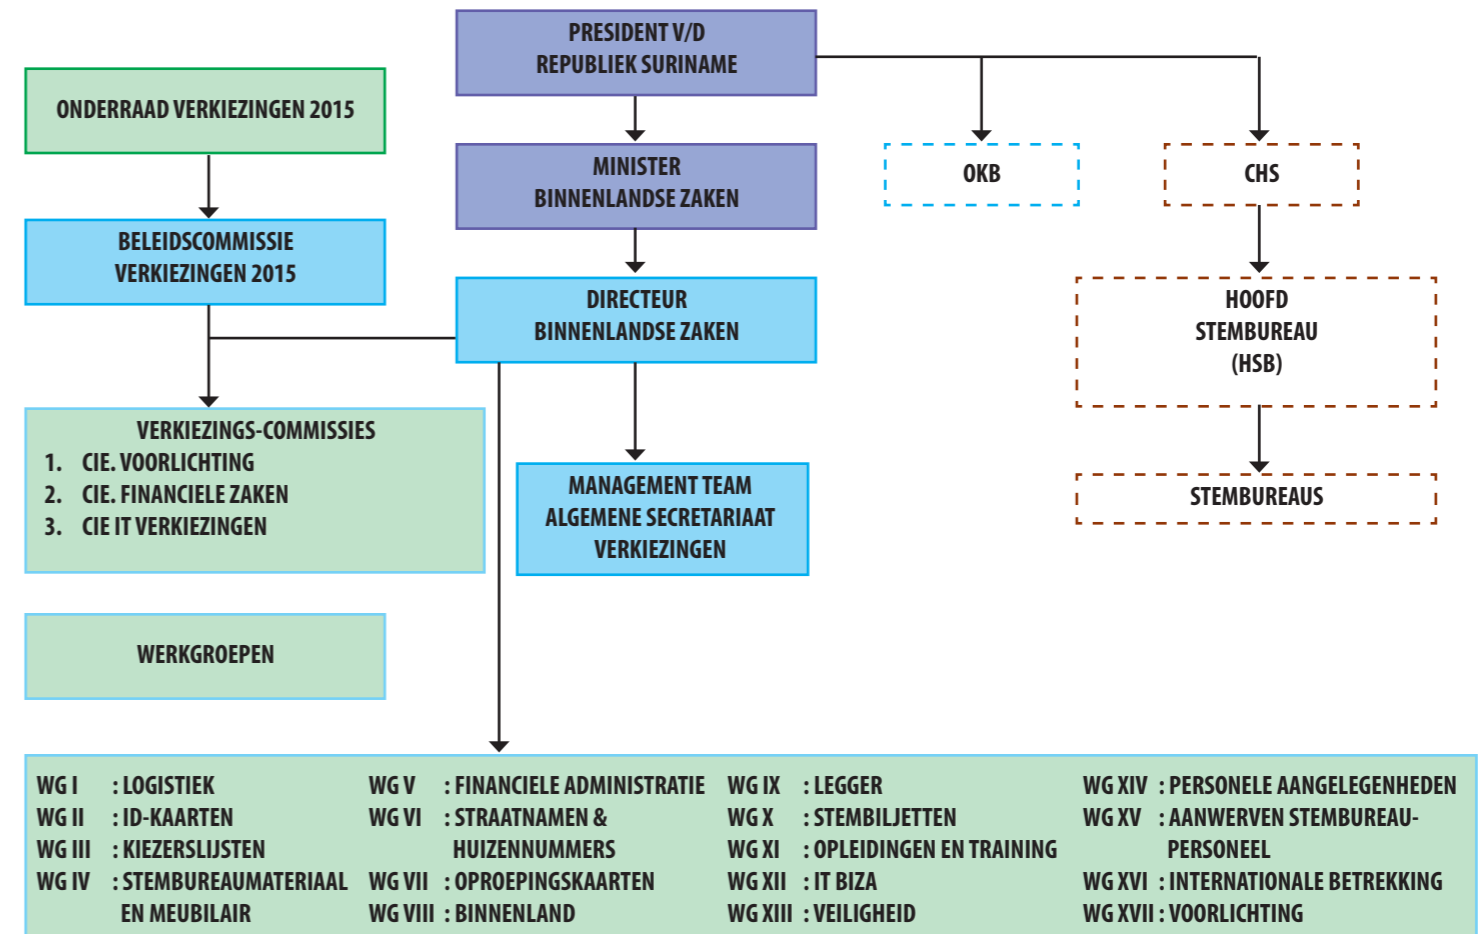 PRESIDENT V/D
REPUBLIEK SURINAME
ONDERRAAD VERKIEZINGEN 2015
MINISTER
BINNENLANDSE ZAKEN
OKB
CHS
BELEIDSCOMMISSIE
VERKIEZINGEN 2015
DIRECTEUR
BINNENLANDSE ZAKEN
HOOFD
STEMBUREAU
(HSB)
VERKIEZINGS-COMMISSIES
1. CIE. VOORLICHTING
2. CIE. FINANCIELE ZAKEN
3. CIE IT VERKIEZINGEN
MANAGEMENT TEAM
ALGEMENE SECRETARIAAT
VERKIEZINGEN
STEMBUREAUS
WERKGROEPEN
WG I : LOGISTIEK
WG II : ID-KAARTEN
WG III : KIEZERSLIJSTEN
WG IV : STEMBUREAUMATERIAAL
EN MEUBILAIR
WG V : FINANCIELE ADMINISTRATIE
WG VI : STRAATNAMEN &
HUIZENNUMMERS
WG VII : OPROEPINGSKAARTEN
WG VIII : BINNENLAND
WG IX : LEGGER
WG X : STEMBILJETTEN
WG XI : OPLEIDINGEN EN TRAINING
WG XII : IT BIZA
WG XIII : VEILIGHEID
WG XIV : PERSONELE AANGELEGENHEDEN
WG XV : AANWERVEN STEMBUREAU-
PERSONEEL
WG XVI : INTERNATIONALE BETREKKING
WG XVII : VOORLICHTING